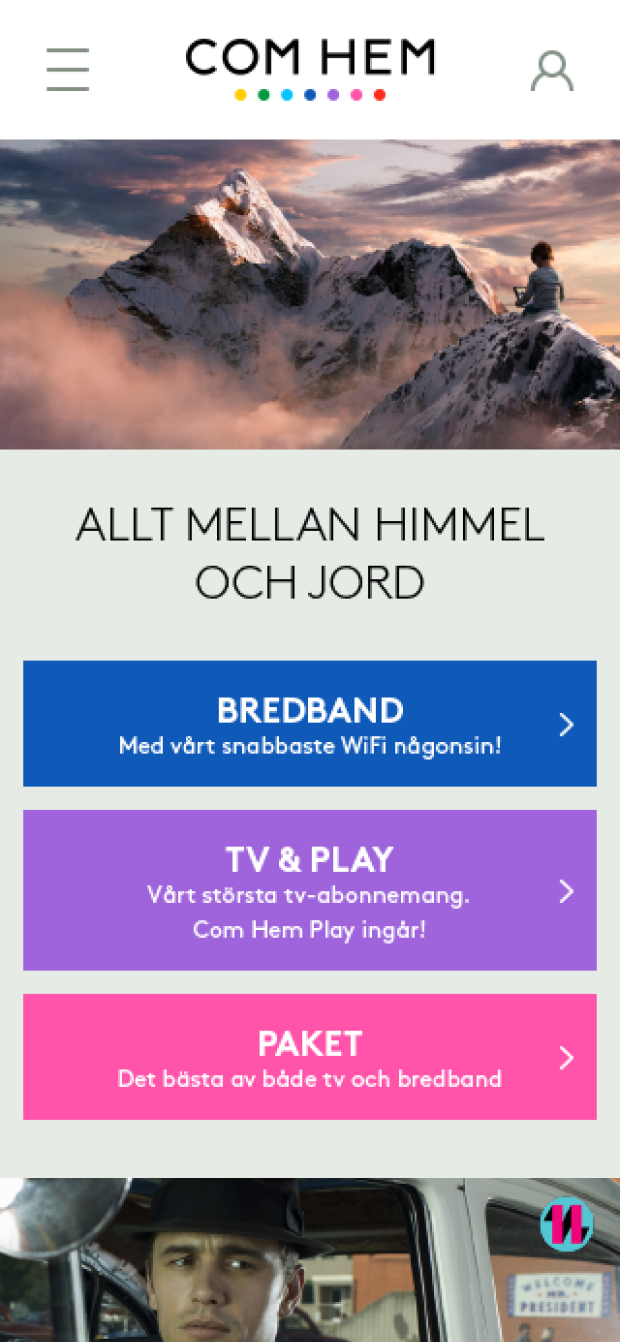 COM HEM
ALLT MELLAN HIMMEL
OCH JORD
BREDBAND
Med vårt snabbaste WiFi någonsin!
TV & PLAY
Vårt största tv-abonnemang.
Com Hem Play ingår!
PAKET
Det bästa av både tv och bredband
WELCOME
MR.
PRESIDENT